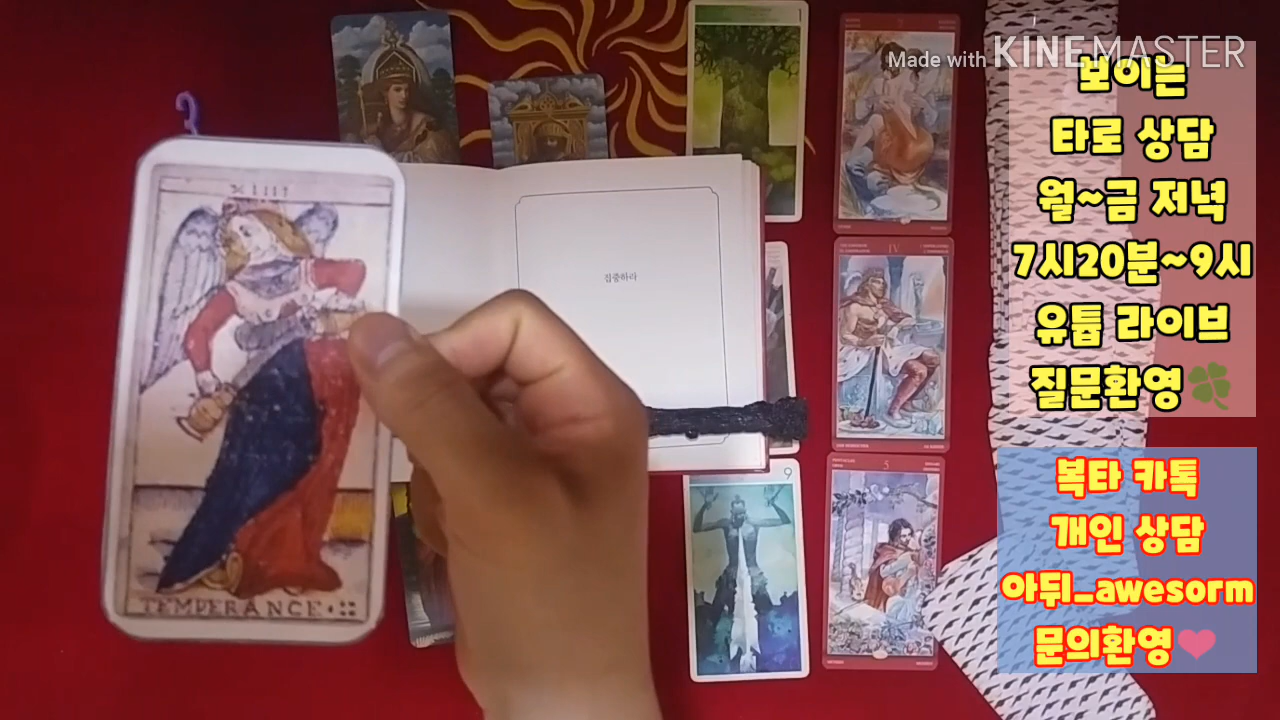 Made with KINEMASTER
보이는
타로 상담
월~금 저녁
7시20분~9시
유튭 라이브
질문환영🍀
복타 카톡
개인 상담
아뒤_awesorm
문의환영❤
집중하라
XIIII
TEMPERANCE
I
2
IV
5
9